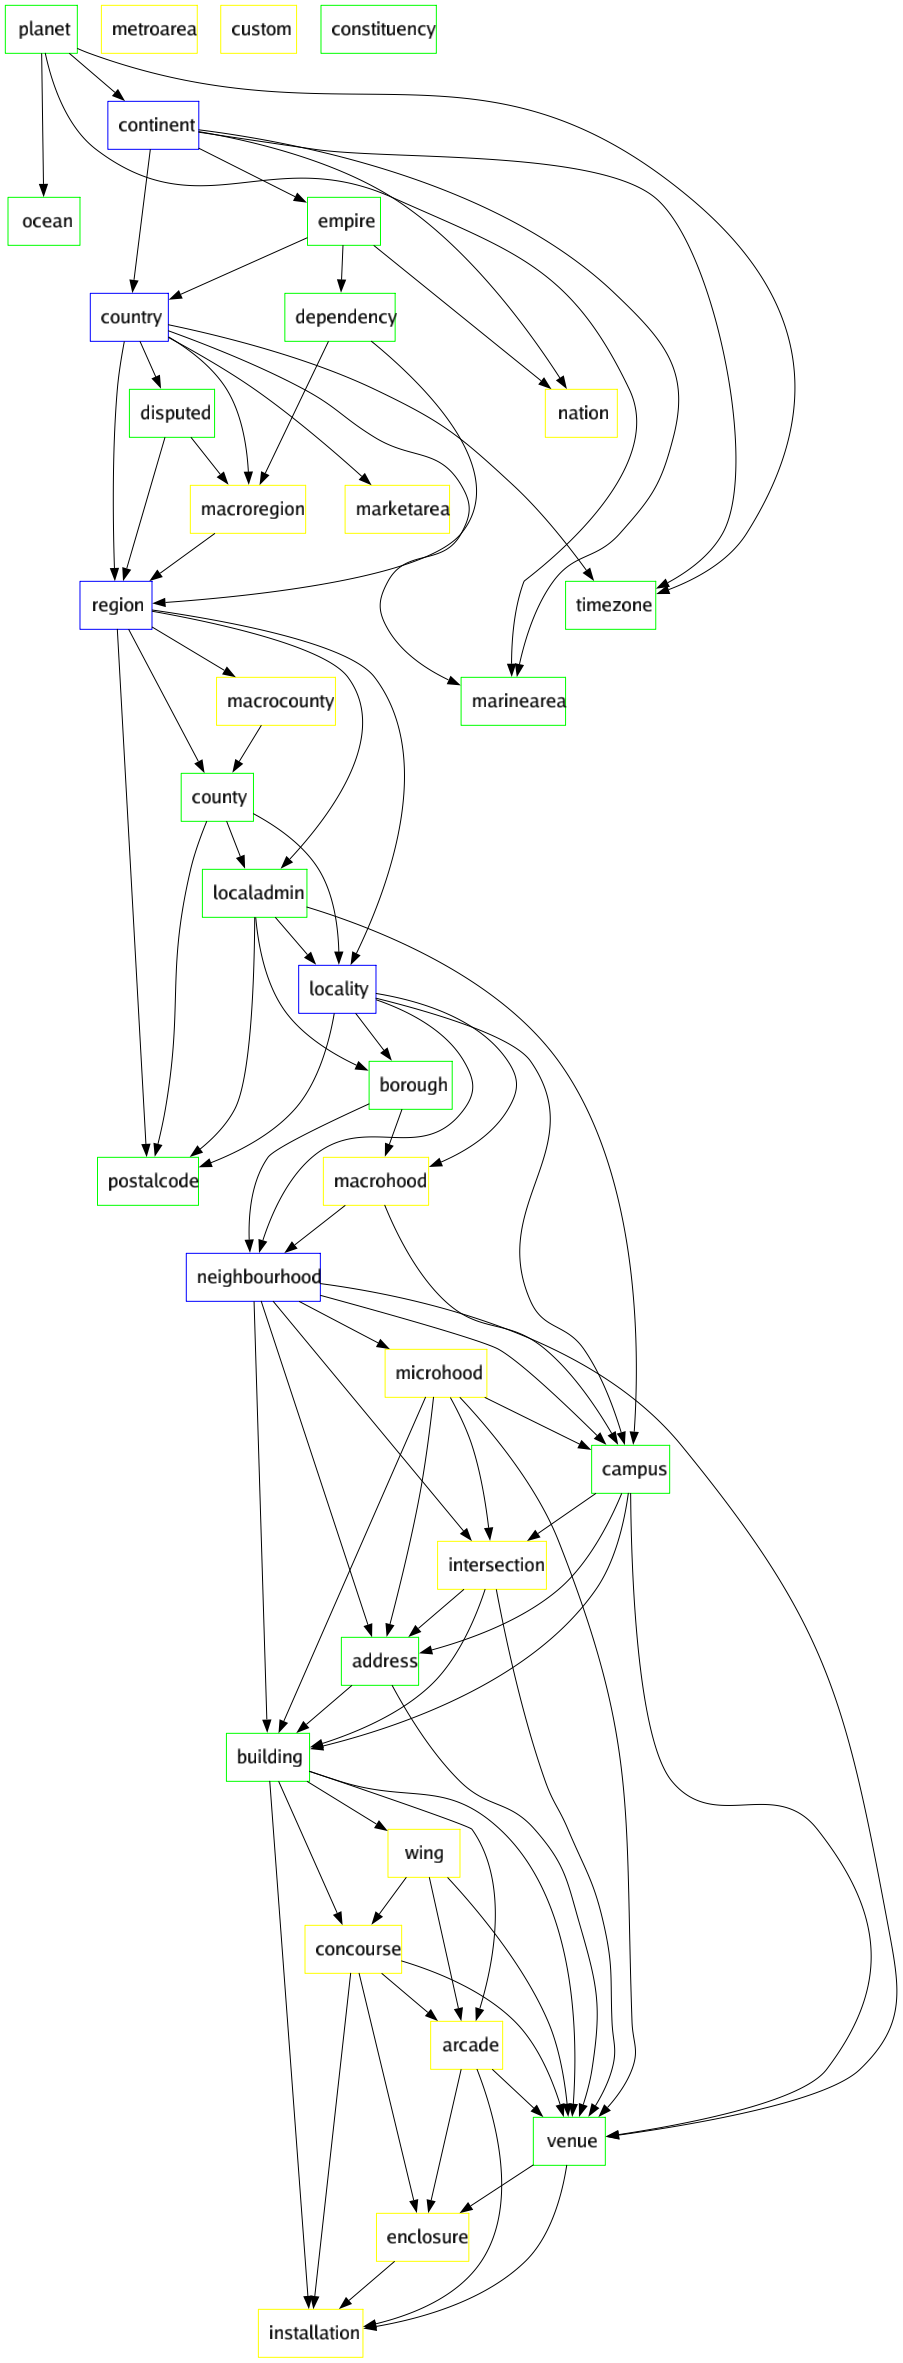 planet
metroarea
custom
constituency
continent
ocean
empire
country
dependency
disputed
nation
macroregion
marketarea
region
timezone
macrocounty
marinearea
county
localadmin
locality
borough
postalcode
macrohood
neighbourhood
microhood
campus
intersection
address
building
wing
concourse
arcade
venue
enclosure
installation